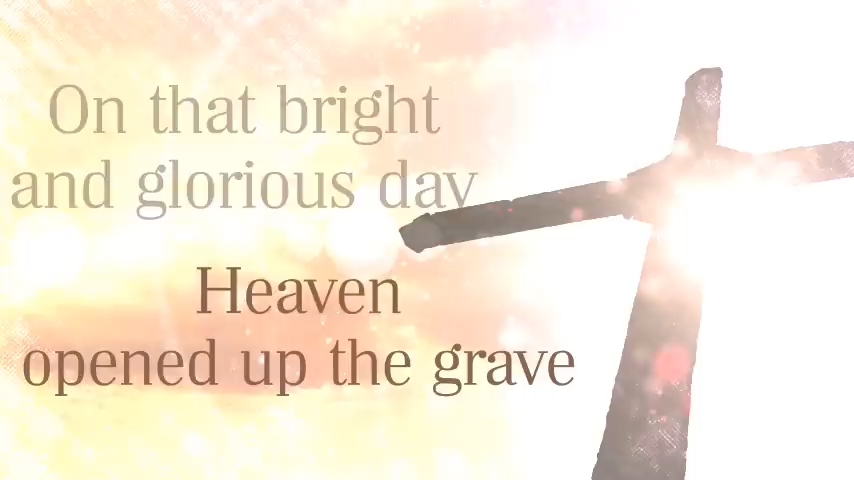 On that bright
and glorious day
Heaven
opened up the grave